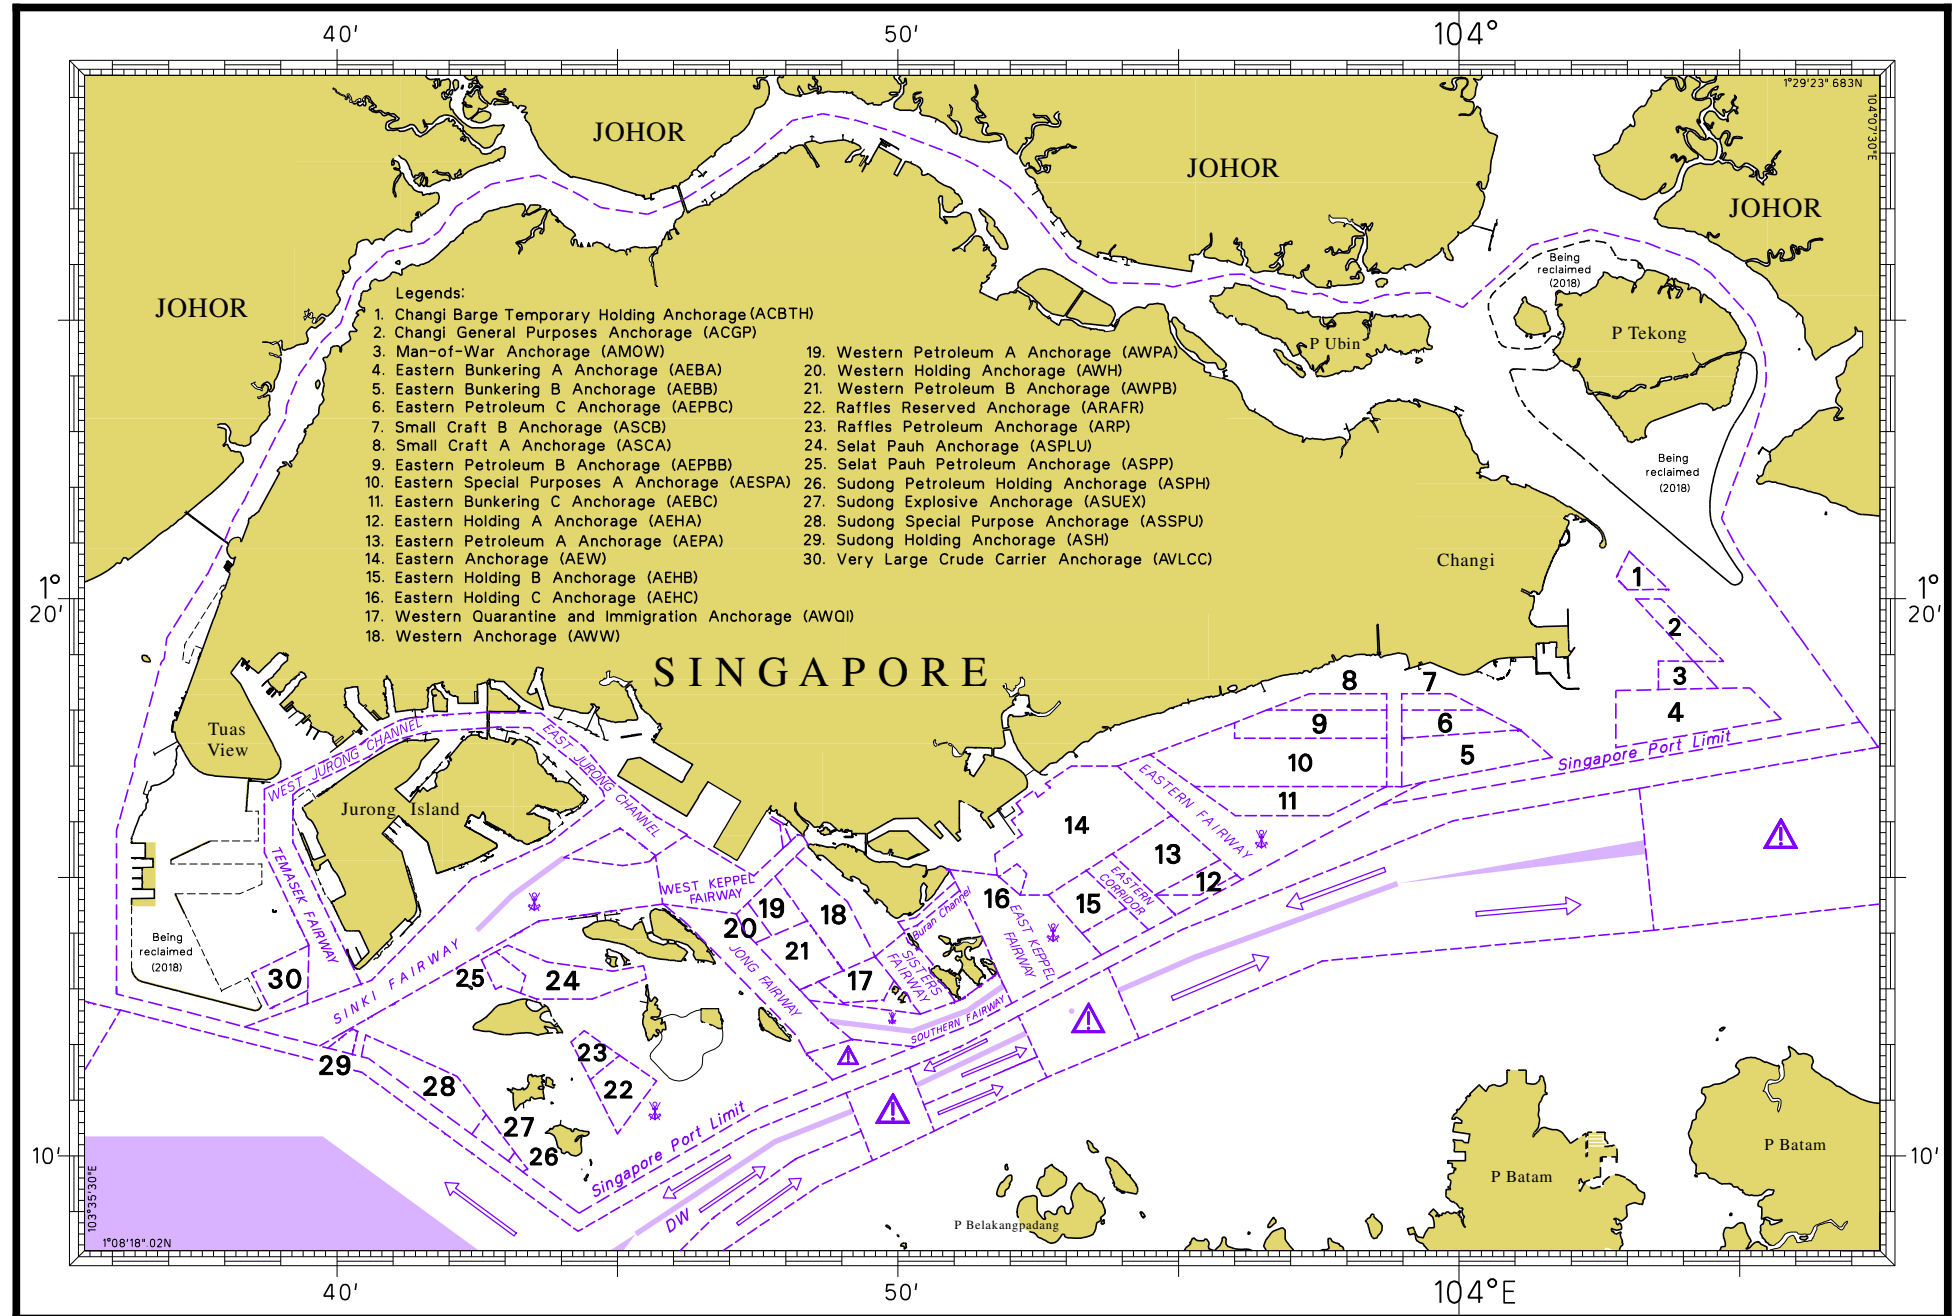 40'
50'
104°
1°29'23" 683N
104°07'30"E
JOHOR
JOHOR
JOHOR
JOHOR
Being
reclaimed
(2018)
P Tekong
P Ubin
Legends:
1. Changi Barge Temporary Holding Anchorage (ACBTH)
2. Changi General Purposes Anchorage (ACGP)
3. Man-of-War Anchorage (AMOW)
4. Eastern Bunkering A Anchorage (AEBA)
5. Eastern Bunkering B Anchorage (AEBB)
6. Eastern Petroleum C Anchorage (AEPBC)
7. Small Craft B Anchorage (ASCB)
8. Small Craft A Anchorage (ASCA)
9. Eastern Petroleum B Anchorage (AEPBB)
10. Eastern Special Purposes A Anchorage (AESPA)
11. Eastern Bunkering C Anchorage (AEBC)
12. Eastern Holding A Anchorage (AEHA)
13. Eastern Petroleum A Anchorage (AEPA)
14. Eastern Anchorage (AEW)
15. Eastern Holding B Anchorage (AEHB)
16. Eastern Holding C Anchorage (AEHC)
17. Western Quarantine and Immigration Anchorage (AWQI)
18. Western Anchorage (AWW)
19. Western Petroleum A Anchorage (AWPA)
20. Western Holding Anchorage (AWH)
21. Western Petroleum B Anchorage (AWPB)
22. Raffles Reserved Anchorage (ARAFR)
23. Raffles Petroleum Anchorage (ARP)
24. Selat Pauh Anchorage (ASPLU)
25. Selat Pauh Petroleum Anchorage (ASPP)
26. Sudong Petroleum Holding Anchorage (ASPH)
27. Sudong Explosive Anchorage (ASUEX)
28. Sudong Special Purpose Anchorage (ASSPU)
29. Sudong Holding Anchorage (ASH)
30. Very Large Crude Carrier Anchorage (AVLCC)
Being
reclaimed
(2018)
Changi
1°
20'
1°
20'
SINGAPORE
1
2
3
4
8
7
9
6
10
5
11
Singapore Port Limit
Tuas
View
WEST JURONG CHANNEL
EAST JURONG CHANNEL
Jurong Island
TEMASEK FAIRWAY
EASTERN FAIRWAY
14
13
12
EASTERN
CORRIDOR
15
16
EAST KEPPEL
FAIRWAY
WEST KEPPEL
FAIRWAY
19
18
20
21
17
Buran Channel
SISTERS
FAIRWAY
JONG FAIRWAY
SOUTHERN FAIRWAY
Being
reclaimed
(2018)
30
SINKI FAIRWAY
25
24
29
28
23
22
27
26
Singapore Port Limit
DW
10'
10'
103°35'30"E
1°08'18".02N
P Belakangpadang
P Batam
P Batam
40'
50'
104°E